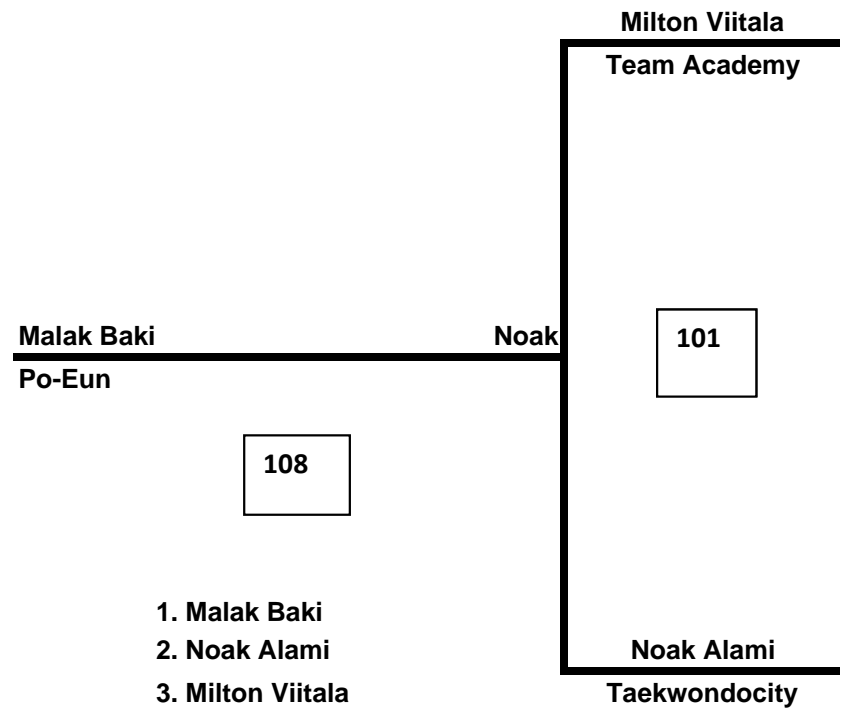 Milton Viitala
Team Academy
Malak Baki
Noak
101
Po-Eun
108
1. Malak Baki
2. Noak Alami
Noak Alami
3. Milton Viitala
Taekwondocity